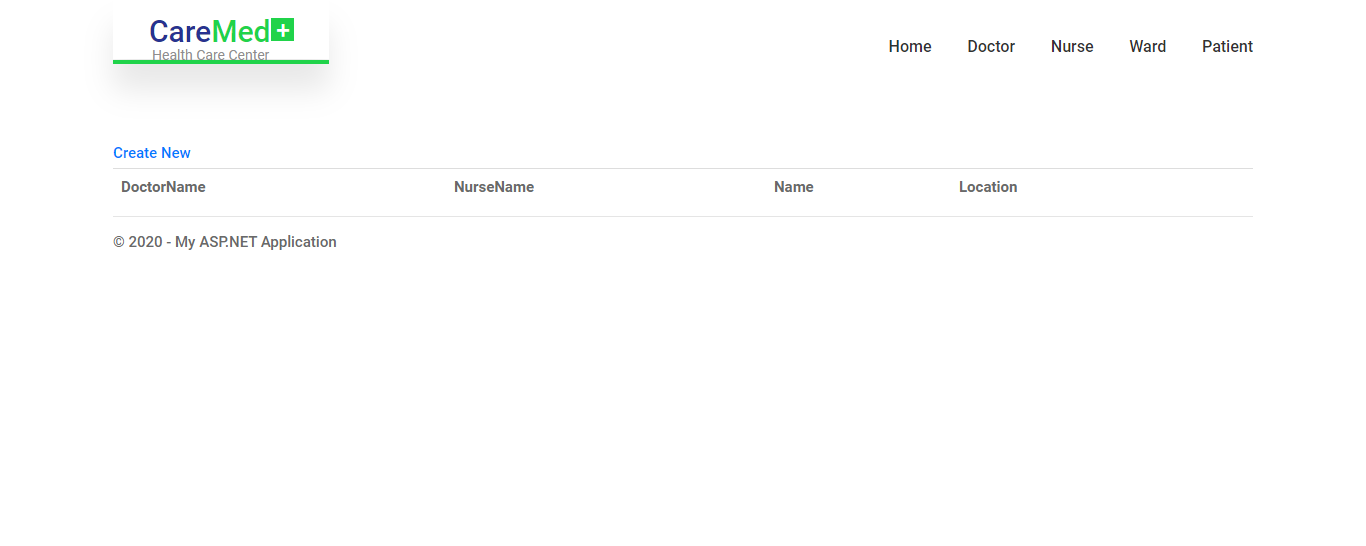 CareMed+
Health Care Center
Home Doctor Nurse Ward Patient
Create New
DoctorName NurseName Name Location
© 2020 - My ASP.NET Application